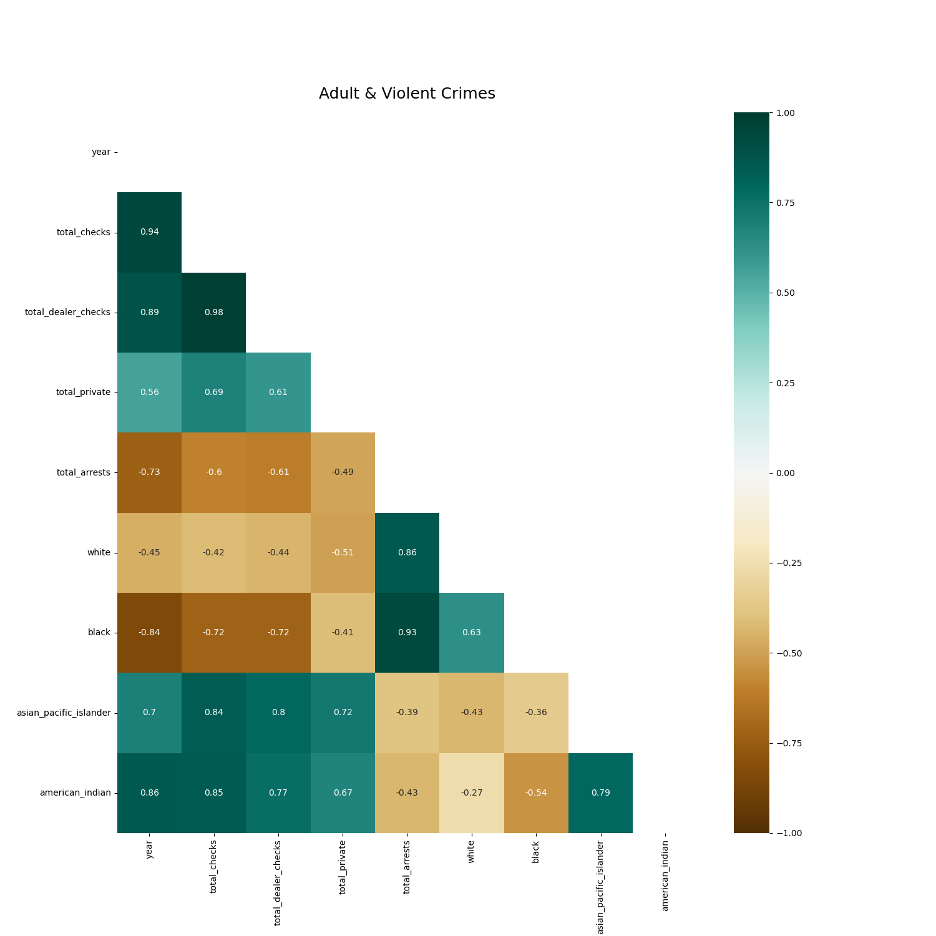 Adult & Violent Crimes
1.00
year
0.75
total_checks 0.94
total_dealer_checks 0.89 0.98
0.50
total_private 0.56 0.69 0.61
0.25
total_arrests -0.73 -0.6 -0.61 -0.49
0.00
white -0.45 -0.42 -0.44 -0.51 0.86
−0.25
black -0.84 -0.72 -0.72 -0.41 0.93 0.63
−0.50
asian_pacific_islander 0.7 0.84 0.8 0.72 -0.39 -0.43 -0.36
−0.75
american_indian 0.86 0.85 0.77 0.67 -0.43 -0.27 -0.54 0.79
−1.00
year
total_checks
total_dealer_checks
total_private
total_arrests
white
black
asian_pacific_islander
american_indian